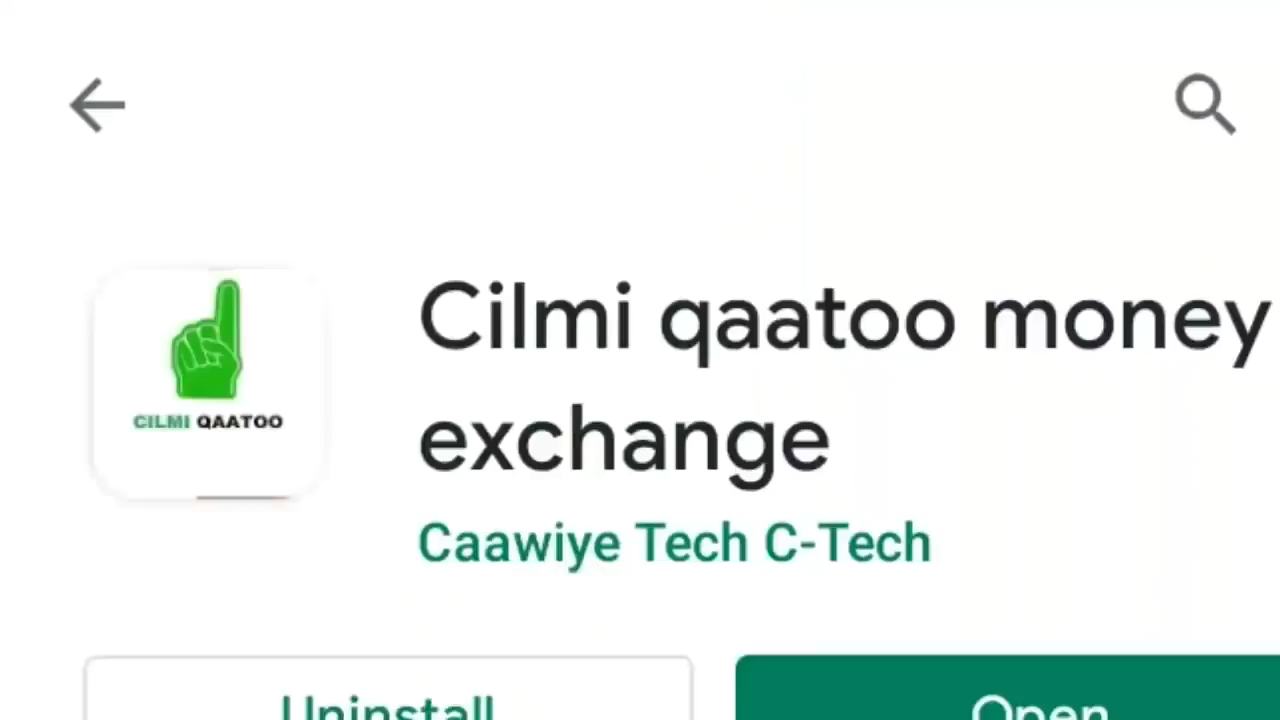 Cilmi qaatoo money
exchange
CILMI QAATOO
Caawiye Tech C-Tech
Uninstall
Open